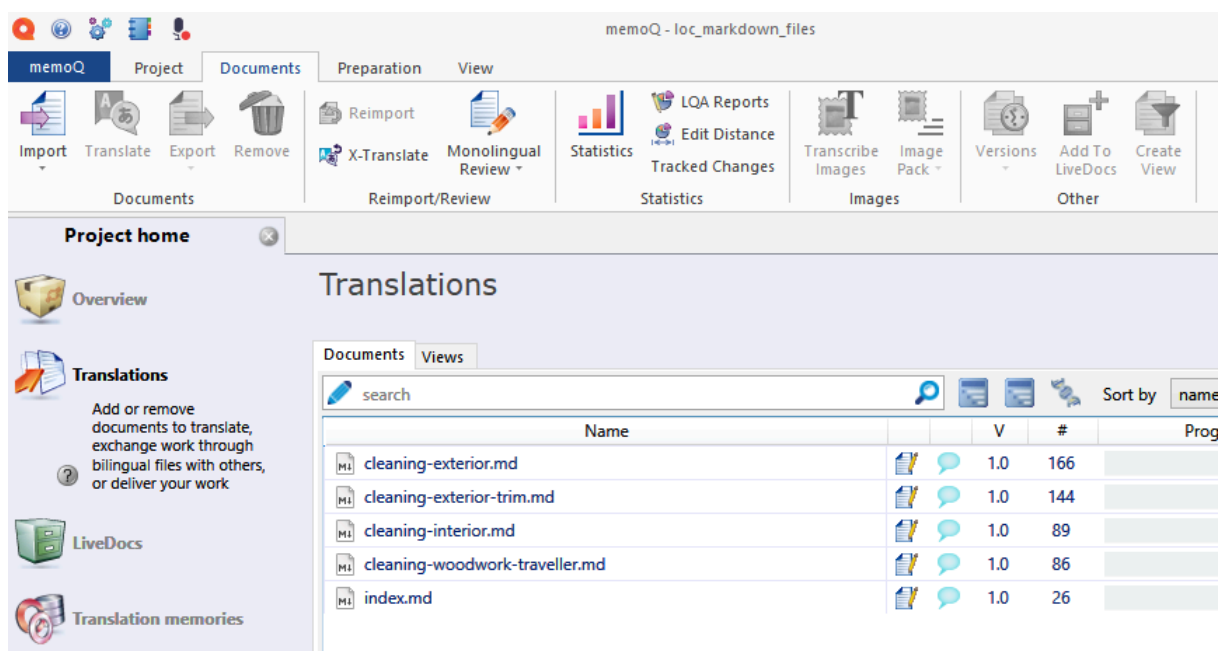 memoQ - loc_markdown_files
memoQ Project Documents Preparation View
Import Translate Export Remove
Documents
Reimport
X-Translate
Monolingual Review
Reimport/Review
Statistics
LQA Reports
Edit Distance
Tracked Changes
Statistics
Transcribe Images
Image Pack
Images
Versions
Add To LiveDocs
Create View
Other
Project home
Overview
Translations
Add or remove
documents to translate,
exchange work through
bilingual files with others,
or deliver your work
LiveDocs
Translation memories
Translations
Documents Views
search Sort by name
Name V # Prog
cleaning-exterior.md 1.0 166
cleaning-exterior-trim.md 1.0 144
cleaning-interior.md 1.0 89
cleaning-woodwork-traveller.md 1.0 86
index.md 1.0 26